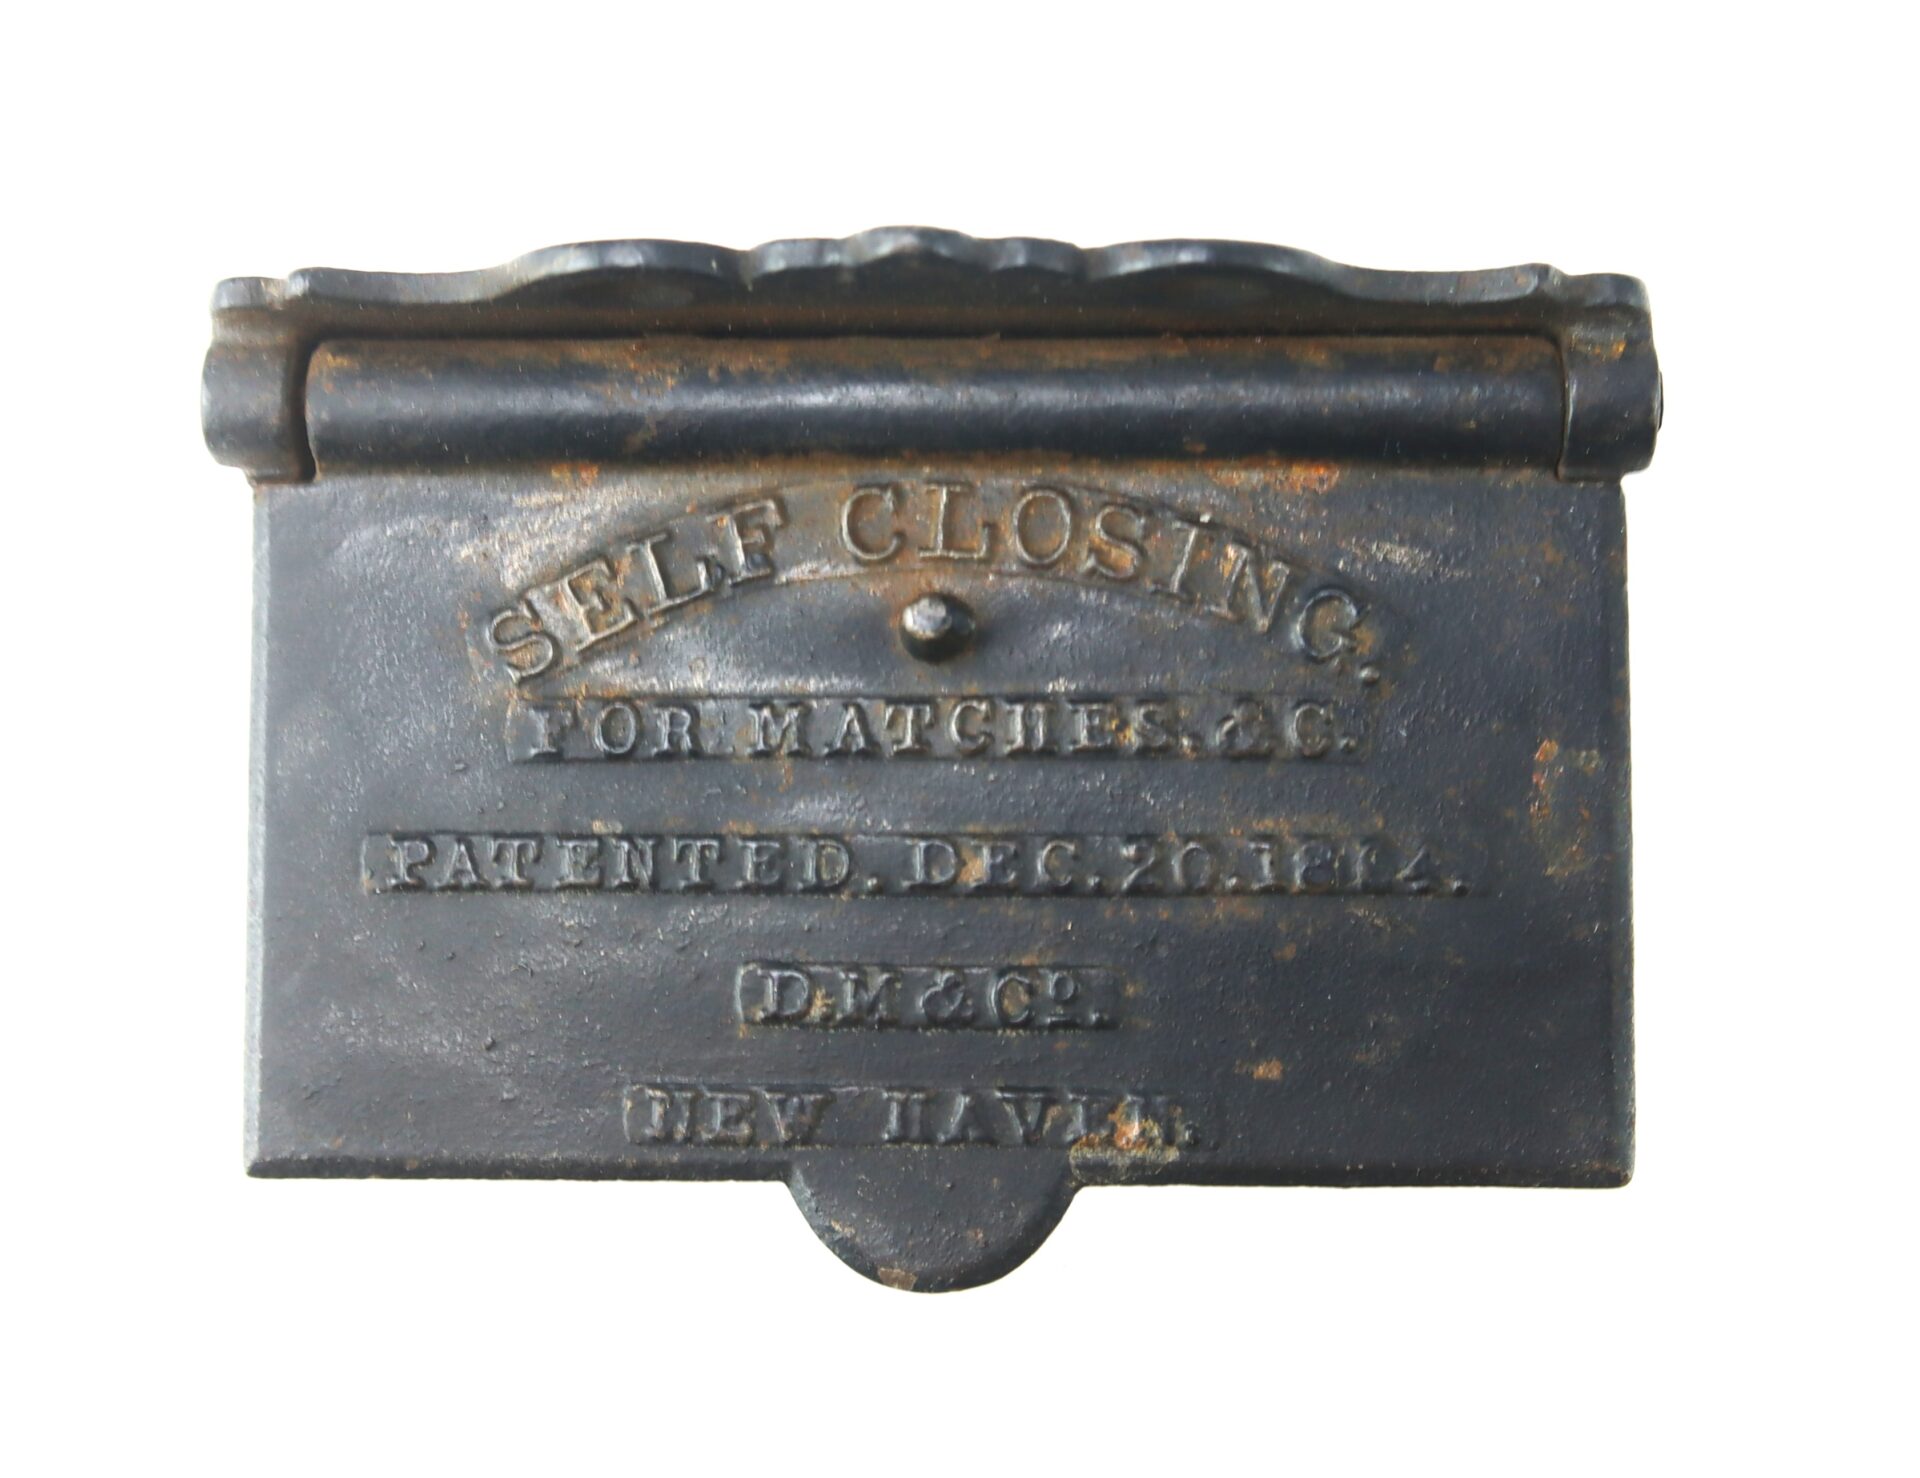 SELF CLOSING.
FOR MATCHES. &C.
PATENTED. DEC. 20. 1864.
D.M & Cº.
NEW HAVEN.